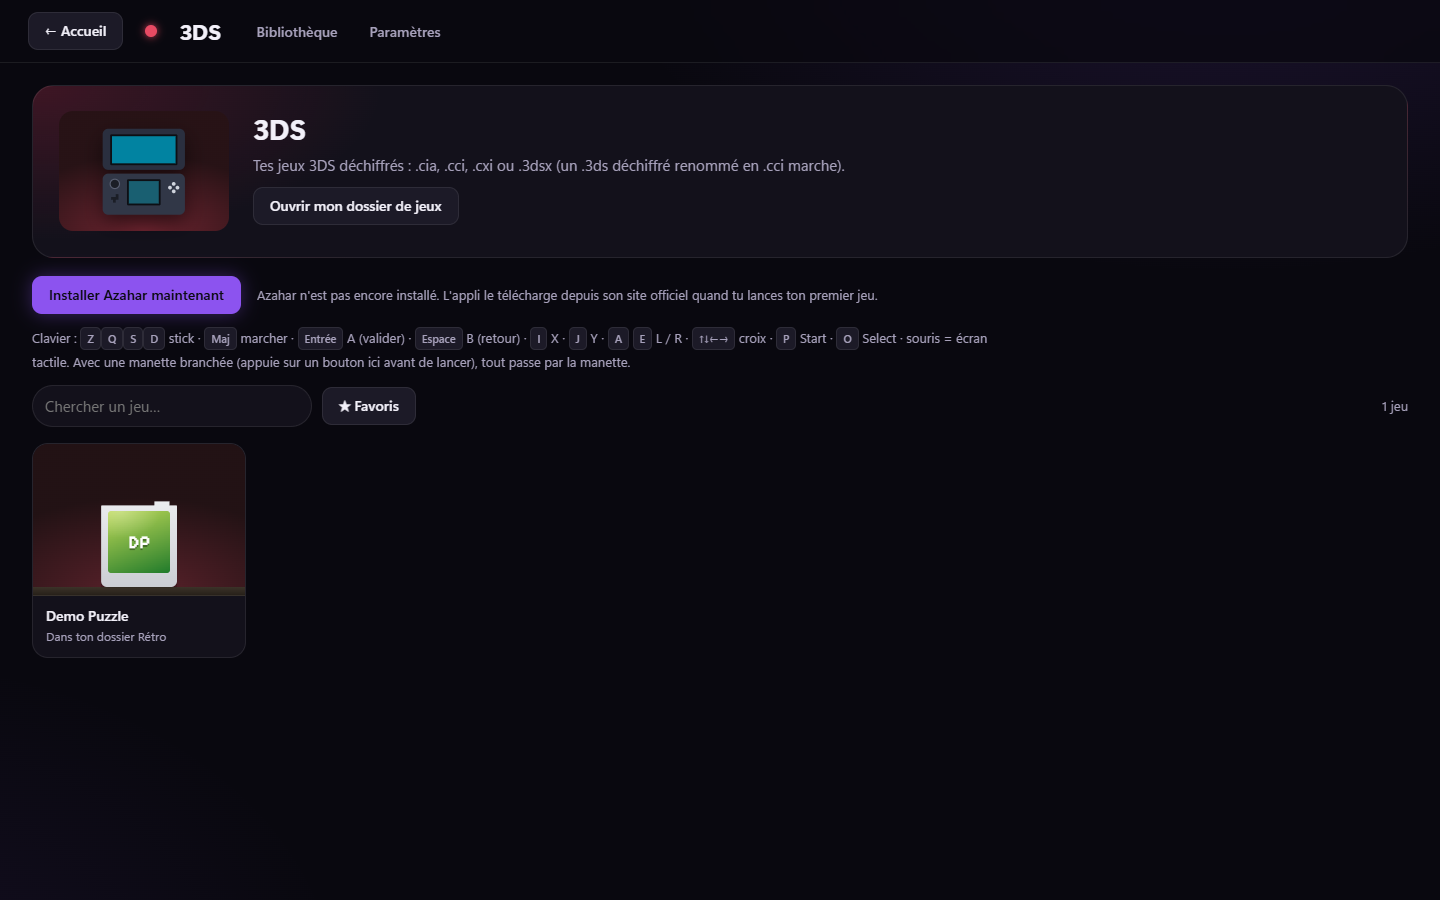 ← Accueil
3DS
Bibliothèque
Paramètres
3DS
Tes jeux 3DS déchiffrés : .cia, .cci, .cxi ou .3dsx (un .3ds déchiffré renommé en .cci marche).
Ouvrir mon dossier de jeux
Installer Azahar maintenant
Azahar n'est pas encore installé. L'appli le télécharge depuis son site officiel quand tu lances ton premier jeu.
Clavier : Z Q S D stick · Maj marcher · Entrée A (valider) · Espace B (retour) · I X · J Y · A E L / R · ↑↓←→ croix · P Start · O Select · souris = écran
tactile. Avec une manette branchée (appuie sur un bouton ici avant de lancer), tout passe par la manette.
Chercher un jeu...
★ Favoris
1 jeu
DP
Demo Puzzle
Dans ton dossier Rétro